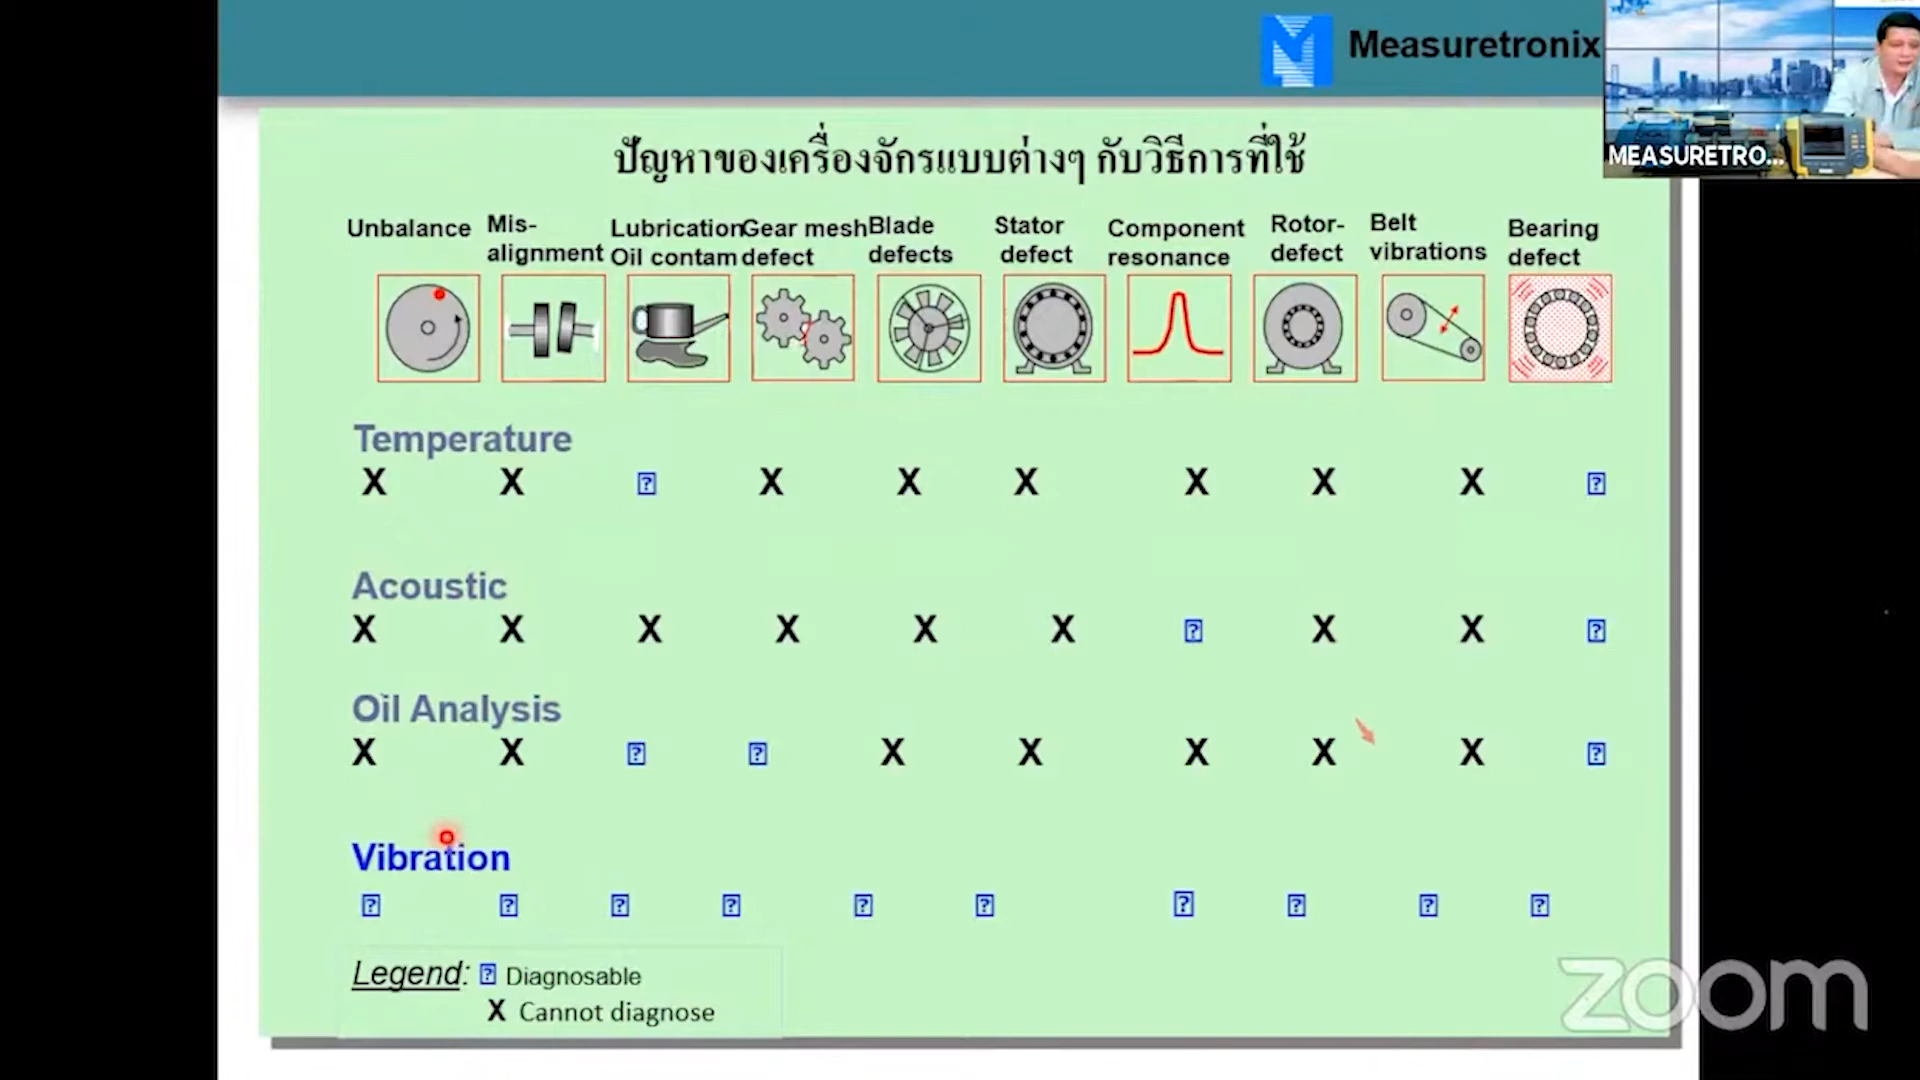 Measuretronix
MEASURETRO...
ปัญหาของเครื่องจักรแบบต่างๆ กับวิธีการที่ใช้
Unbalance
Mis-
alignment
Lubrication
Oil contam
Gear mesh
defect
Blade
defects
Stator
defect
Component
resonance
Rotor-
defect
Belt
vibrations
Bearing
defect
Temperature
X X ? X X X X X X ?
Acoustic
X X X X X X ? X X ?
Oil Analysis
X X ? ? X X X X X ?
Vibration
? ? ? ? ? ? ? ? ? ?
Legend: ? Diagnosable
X Cannot diagnose
zoom